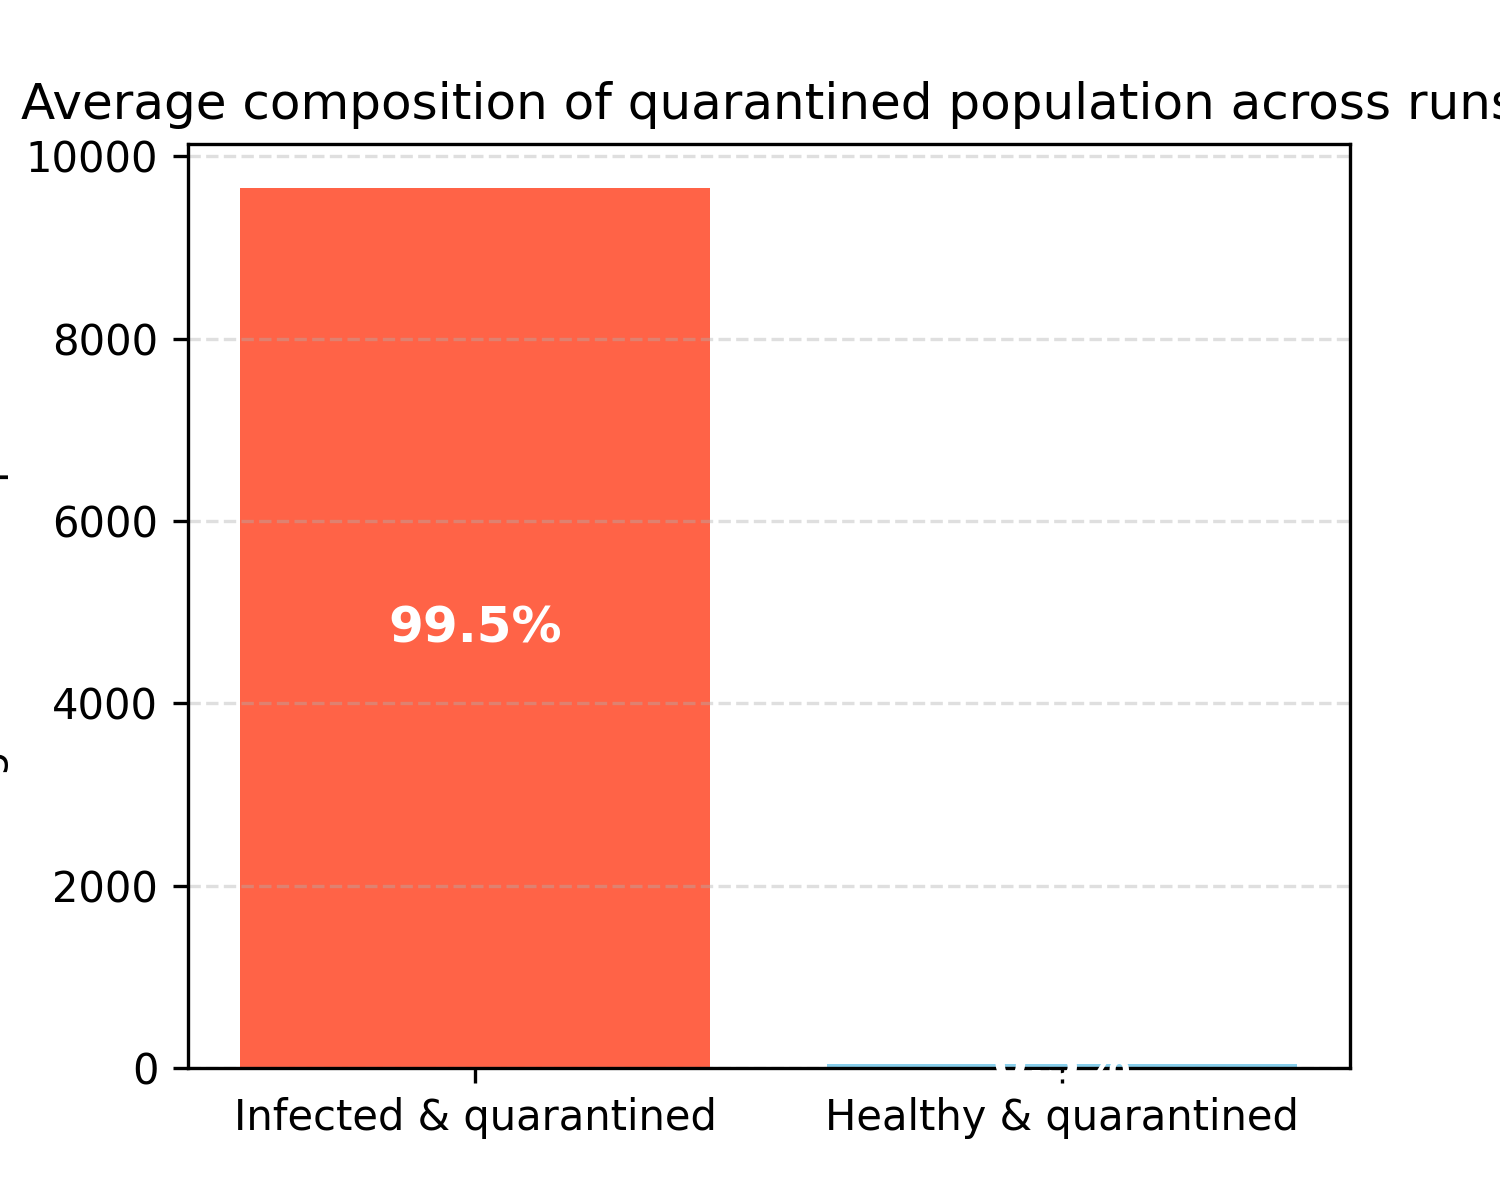 Average composition of quarantined population across runs
10000
8000
6000
4000
2000
0
99.5%
Infected & quarantined
Healthy & quarantined